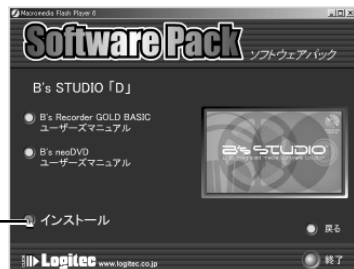 Macromedia Flash Player 6
Software Pack ソフトウェアパック
B's STUDIO「D」
B's Recorder GOLD BASIC
ユーザーズマニュアル
B's neoDVD
ユーザーズマニュアル
B's STUDIO
インストール
戻る
Logitec www.logitec.co.jp
終了